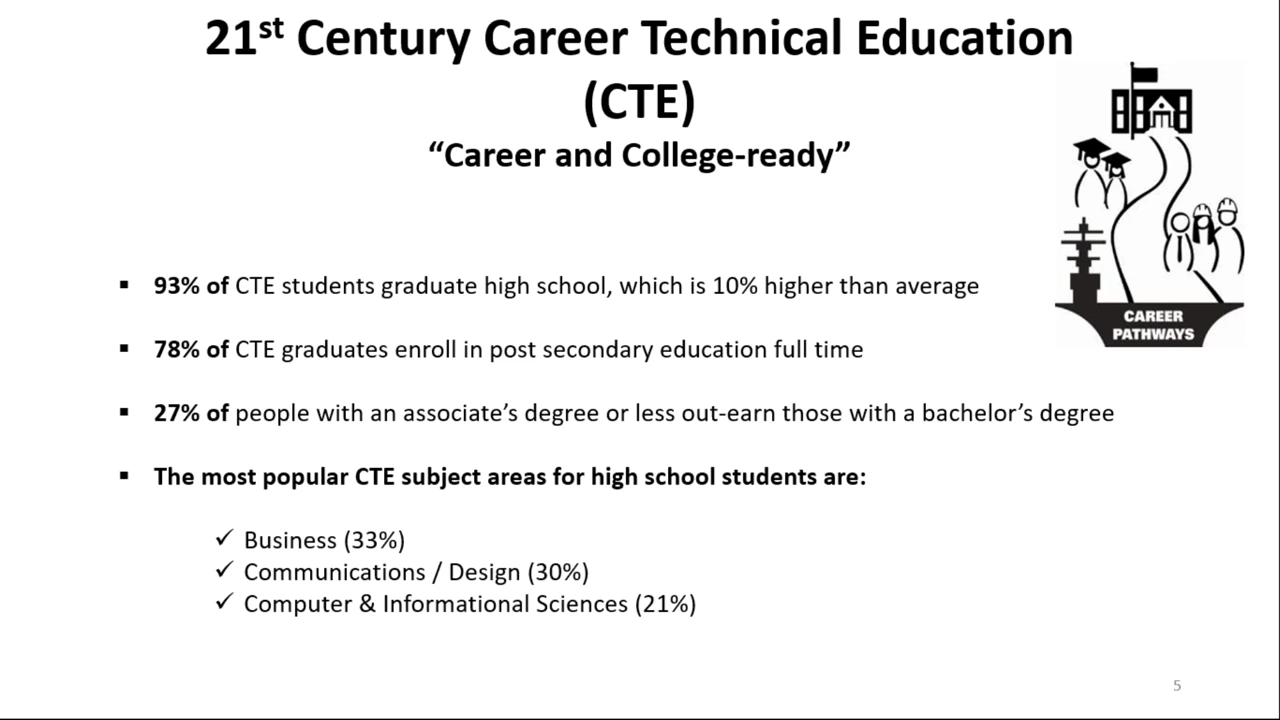 21st Century Career Technical Education
(CTE)
“Career and College-ready”
▪ 93% of CTE students graduate high school, which is 10% higher than average
▪ 78% of CTE graduates enroll in post secondary education full time
▪ 27% of people with an associate’s degree or less out-earn those with a bachelor’s degree
▪ The most popular CTE subject areas for high school students are:
✓ Business (33%)
✓ Communications / Design (30%)
✓ Computer & Informational Sciences (21%)
CAREER
PATHWAYS
5